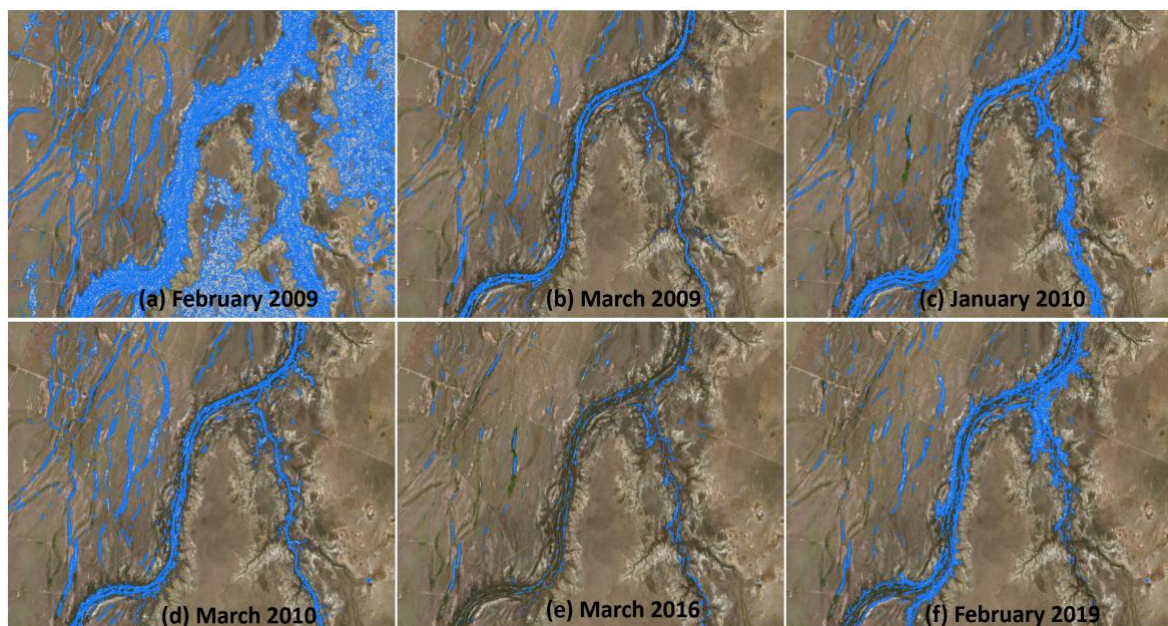 (a) February 2009
(b) March 2009
(c) January 2010
(d) March 2010
(e) March 2016
(f) February 2019